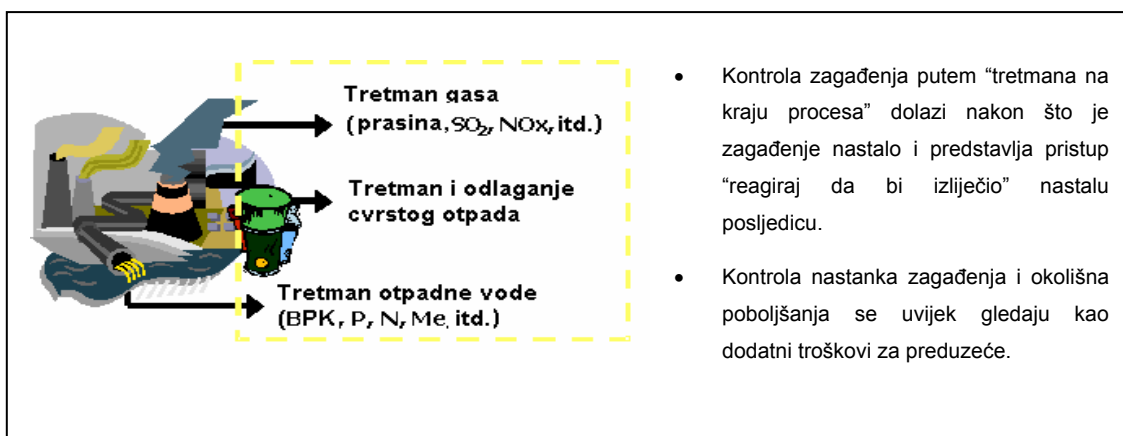 Tretman gasa
(prasina, SO2, NOx, itd.)
Tretman i odlaganje
cvrstog otpada
Tretman otpadne vode
(BPK, P, N, Me, itd.)
• Kontrola zagađenja putem “tretmana na
kraju procesa” dolazi nakon što je
zagađenje nastalo i predstavlja pristup
“reagiraj da bi izliječio” nastalu
posljedicu.
• Kontrola nastanka zagađenja i okolišna
poboljšanja se uvijek gledaju kao
dodatni troškovi za preduzeće.